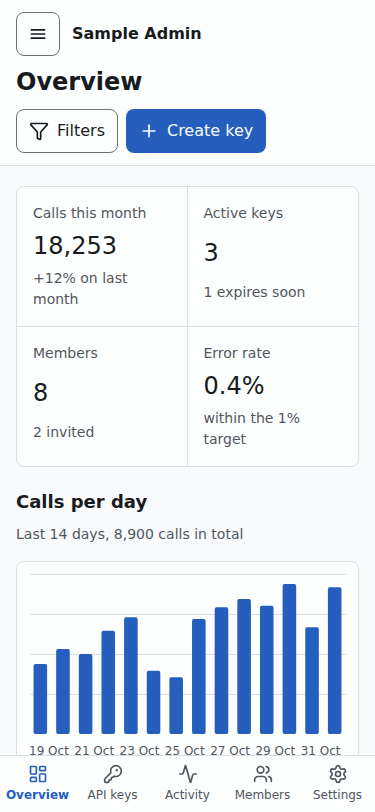 Sample Admin
Overview
Filters
Create key
Calls this month
18,253
+12% on last
month
Active keys
3
1 expires soon
Members
8
2 invited
Error rate
0.4%
within the 1%
target
Calls per day
Last 14 days, 8,900 calls in total
19 Oct 21 Oct 23 Oct 25 Oct 27 Oct 29 Oct 31 Oct
Overview
API keys
Activity
Members
Settings